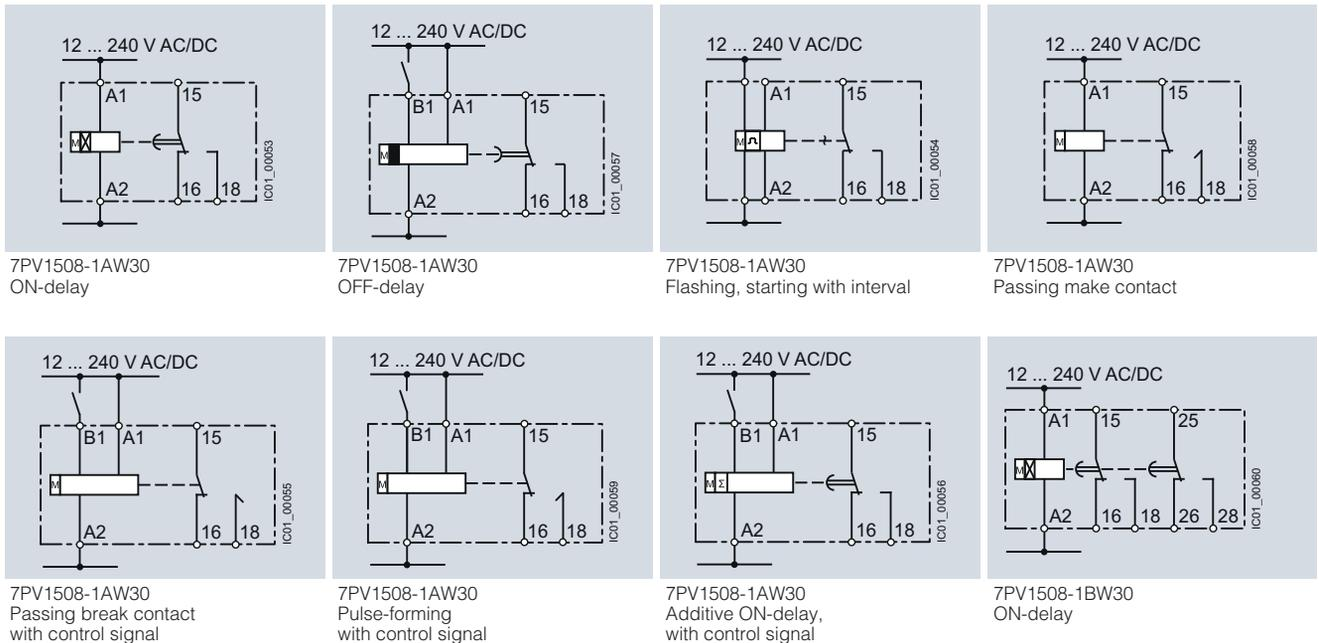 12 ... 240 V AC/DC
A1
15
M
A2
16
18
IC01_00053
7PV1508-1AW30
ON-delay
12 ... 240 V AC/DC
B1
A1
15
M
A2
16
18
IC01_00057
7PV1508-1AW30
OFF-delay
12 ... 240 V AC/DC
A1
15
M
A2
16
18
IC01_00054
7PV1508-1AW30
Flashing, starting with interval
12 ... 240 V AC/DC
A1
15
M
A2
16
18
IC01_00058
7PV1508-1AW30
Passing make contact
12 ... 240 V AC/DC
B1
A1
15
M
A2
16
18
IC01_00055
7PV1508-1AW30
Passing break contact
with control signal
12 ... 240 V AC/DC
B1
A1
15
M
A2
16
18
IC01_00059
7PV1508-1AW30
Pulse-forming
with control signal
12 ... 240 V AC/DC
B1
A1
15
M Σ
A2
16
18
IC01_00056
7PV1508-1AW30
Additive ON-delay,
with control signal
12 ... 240 V AC/DC
A1
15
25
M
A2
16
18
26
28
IC01_00060
7PV1508-1BW30
ON-delay